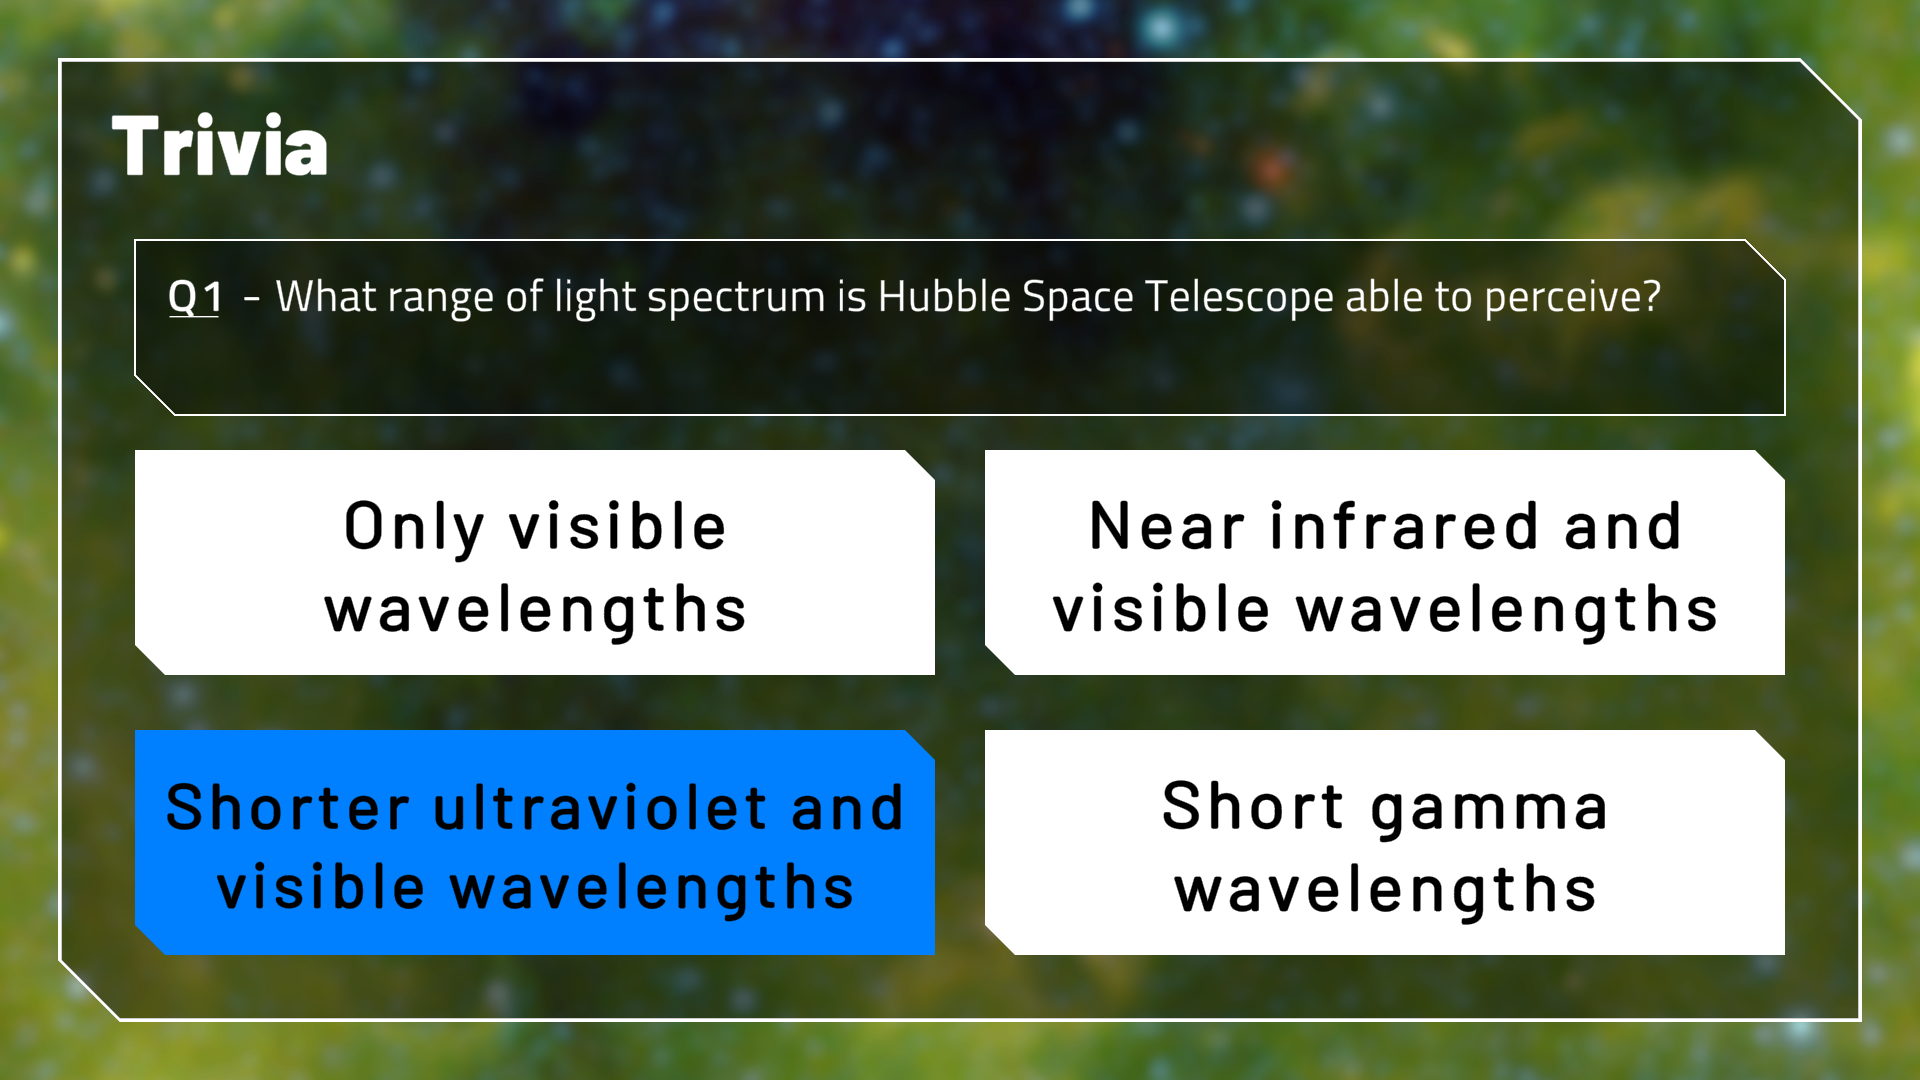 Trivia
Q1 - What range of light spectrum is Hubble Space Telescope able to perceive?
Only visible
wavelengths
Near infrared and
visible wavelengths
Shorter ultraviolet and
visible wavelengths
Short gamma
wavelengths